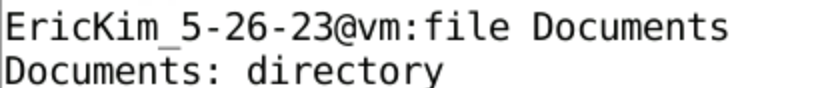 EricKim_5-26-23@vm:file Documents
Documents: directory